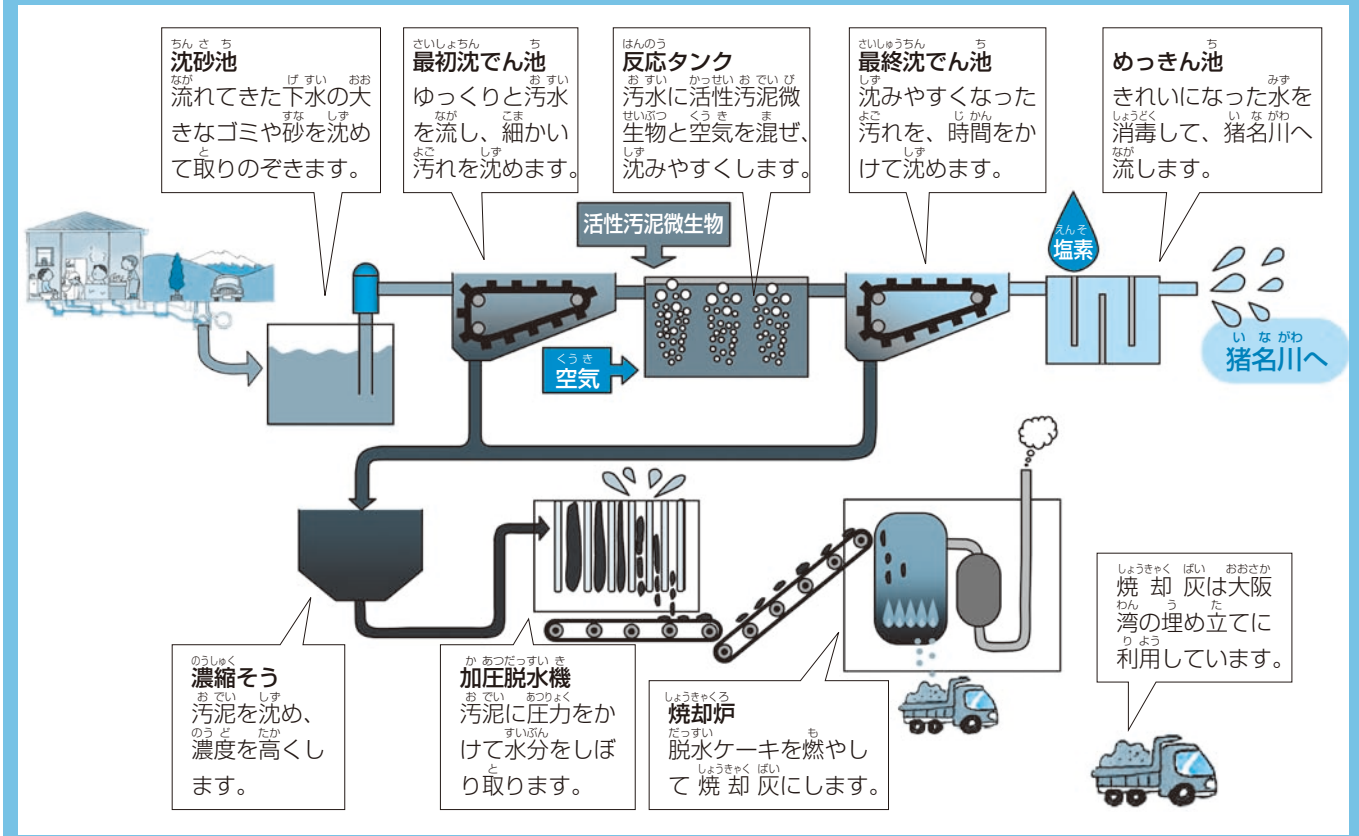 沈砂池
流れてきた下水の大
きなゴミや砂を沈め
て取りのぞきます。
最初沈でん池
ゆっくりと汚水
を流し、細かい
汚れを沈めます。
反応タンク
汚水に活性汚泥微
生物と空気を混ぜ、
沈みやすくします。
最終沈でん池
沈みやすくなった
汚れを、時間をか
けて沈めます。
めっきん池
きれいになった水を
消毒して、猪名川へ
流します。
活性汚泥微生物
塩素
空気
猪名川へ
濃縮そう
汚泥を沈め、
濃度を高くし
ます。
加圧脱水機
汚泥に圧力をか
けて水分をしぼ
り取ります。
焼却炉
脱水ケーキを燃やし
て焼却灰にします。
焼却灰は大阪
湾の埋め立てに
利用しています。